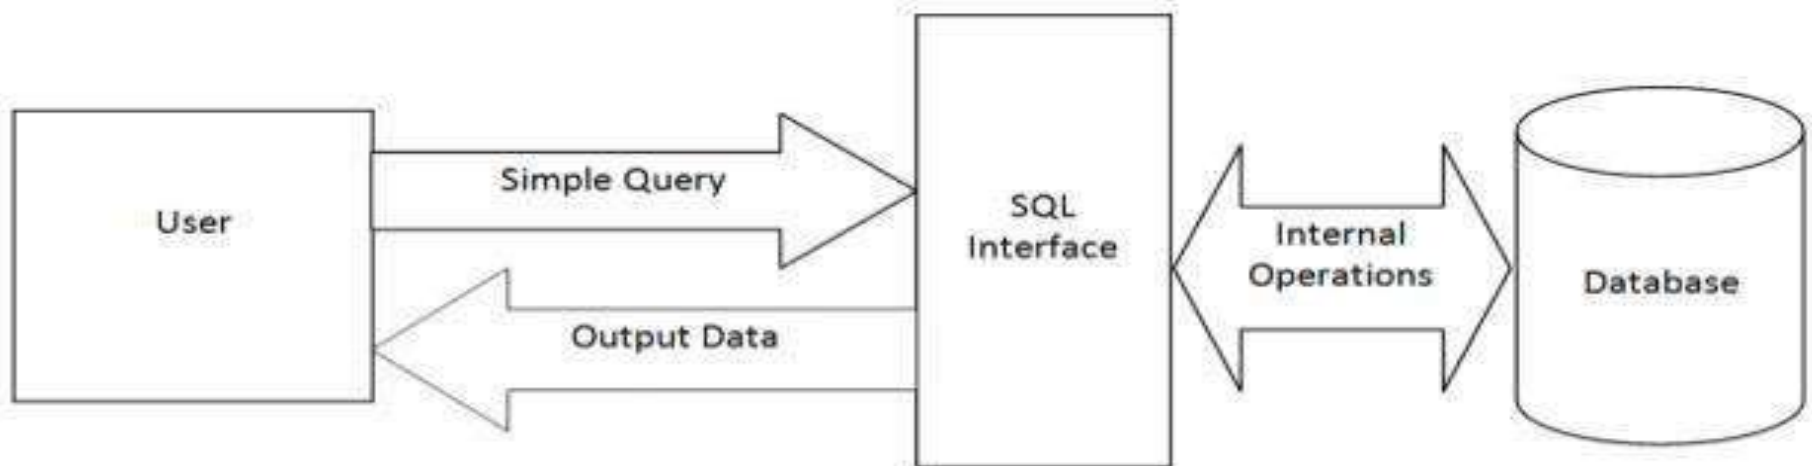 User
Simple Query
Output Data
SQL
Interface
Internal
Operations
Database